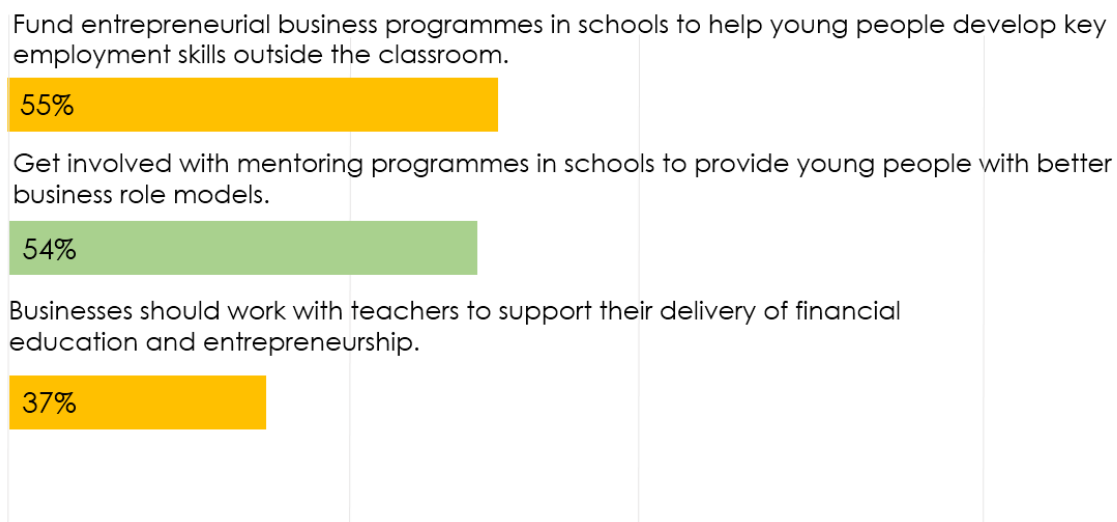 Fund entrepreneurial business programmes in schools to help young people develop key
employment skills outside the classroom.
55%
Get involved with mentoring programmes in schools to provide young people with better
business role models.
54%
Businesses should work with teachers to support their delivery of financial
education and entrepreneurship.
37%